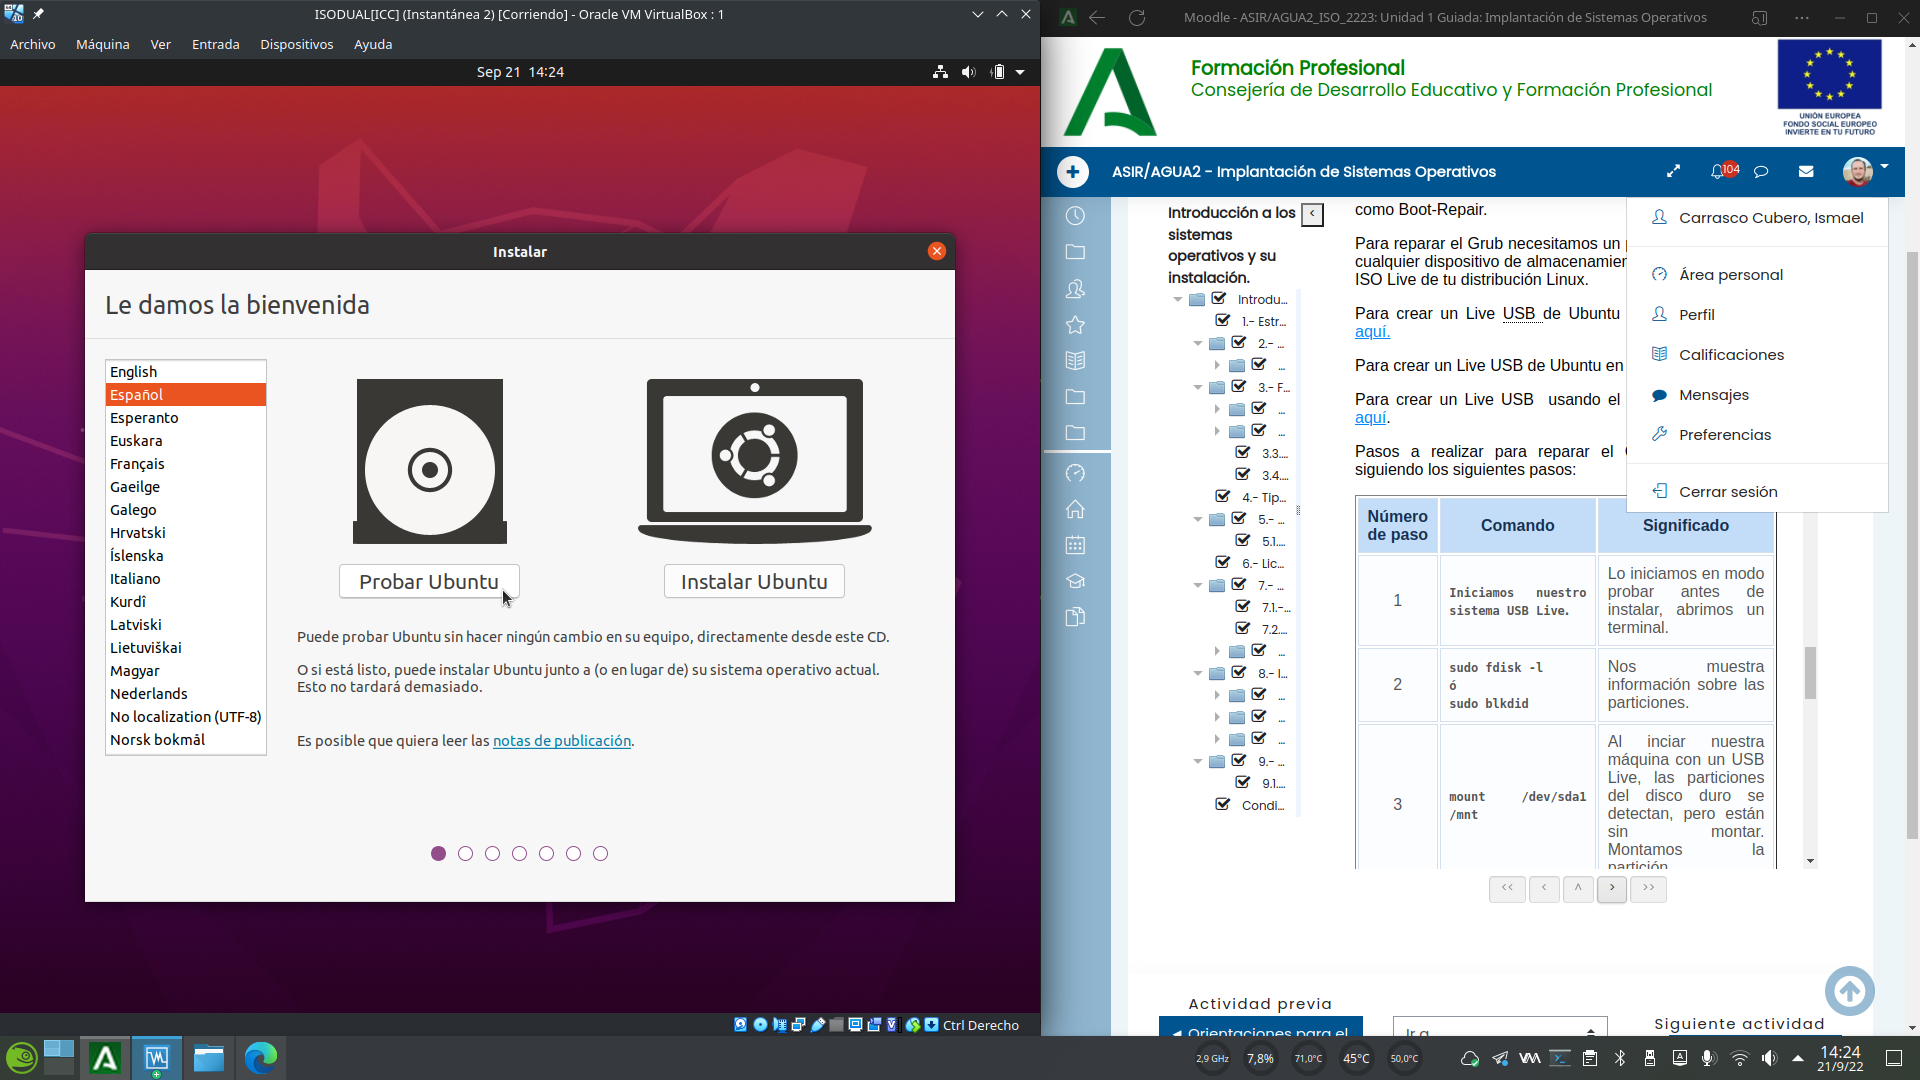 ISODUAL[ICC] (Instantánea 2) [Corriendo] - Oracle VM VirtualBox : 1
Archivo Máquina Ver Entrada Dispositivos Ayuda
Sep 21 14:24
Instalar
Le damos la bienvenida
English
Español
Esperanto
Euskara
Français
Gaeilge
Galego
Hrvatski
Íslenska
Italiano
Kurdî
Latviski
Lietuviškai
Magyar
Nederlands
No localization (UTF-8)
Norsk bokmål
Probar Ubuntu
Instalar Ubuntu
Puede probar Ubuntu sin hacer ningún cambio en su equipo, directamente desde este CD.
O si está listo, puede instalar Ubuntu junto a (o en lugar de) su sistema operativo actual.
Esto no tardará demasiado.
Es posible que quiera leer las notas de publicación.
Ctrl Derecho
Moodle - ASIR/AGUA2_ISO_2223: Unidad 1 Guiada: Implantación de Sistemas Operativos
Formación Profesional
Consejería de Desarrollo Educativo y Formación Profesional
UNIÓN EUROPEA
FONDO SOCIAL EUROPEO
INVIERTE EN TU FUTURO
ASIR/AGUA2 - Implantación de Sistemas Operativos
104
Introducción a los
sistemas
operativos y su
instalación.
<
Introdu...
1.- Estr...
2.- ...
...
3.- F...
...
...
3.3....
3.4....
4.- Tip...
5.- ...
5.1....
6.- Lic...
7.- ...
7.1.-...
7.2....
...
8.- I...
...
...
...
9.- ...
9.1....
Condi...
como Boot-Repair.
Para reparar el Grub necesitamos un
cualquier dispositivo de
ISO Live de tu distribución Linux.
Para crear un Live USB de Ubuntu
aquí.
Para crear un Live USB de Ubuntu en
Para crear un Live USB usando el
aquí.
Pasos a realizar para reparar el
siguiendo los siguientes pasos:
Carrasco Cubero, Ismael
Área personal
Perfil
Calificaciones
Mensajes
Preferencias
Cerrar sesión
Número
de paso
Comando
Significado
1
Iniciamos nuestro
sistema USB Live.
Lo iniciamos en modo
probar antes de
instalar, abrimos un
terminal.
2
sudo fdisk -l
ó
sudo blkdid
Nos muestra
información sobre las
particiones.
3
mount /dev/sda1
/mnt
Al inciar nuestra
máquina con un USB
Live, las particiones
del disco duro se
detectan, pero están
sin montar.
Montamos la
partición
<< < ^ > >>
Actividad previa
◄ Orientaciones para el
Ir a
Siguiente actividad
2,9 GHz
7,8%
71,0°C
45°C
50,0°C
14:24
21/9/22